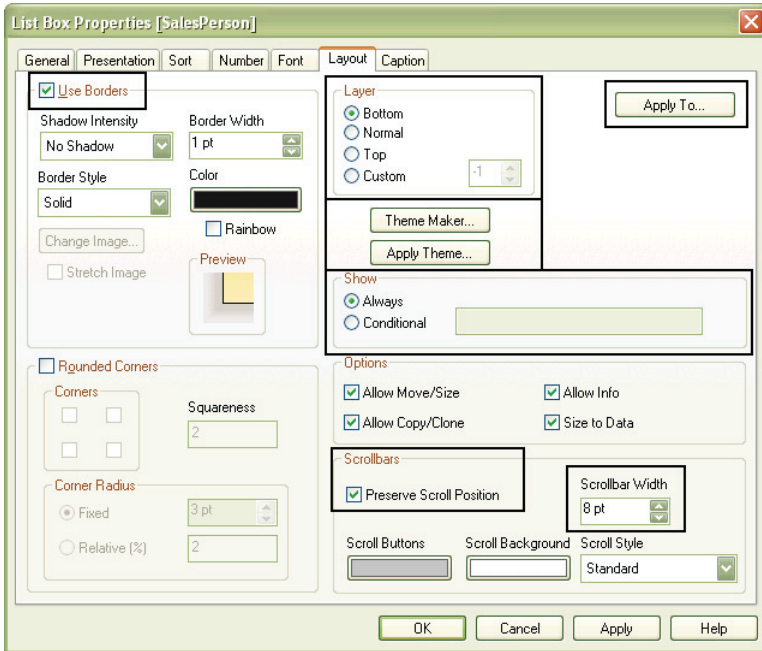 List Box Properties [SalesPerson]
General Presentation Sort Number Font Layout Caption
Use Borders
Shadow Intensity
Border Width
No Shadow
1 pt
Border Style
Color
Solid
Rainbow
Change Image...
Stretch Image
Preview
Rounded Corners
Corners
Squareness
2
Corner Radius
Fixed
3 pt
Relative (%)
2
Layer
Bottom
Normal
Top
Custom
-1
Apply To...
Theme Maker...
Apply Theme...
Show
Always
Conditional
Options
Allow Move/Size
Allow Info
Allow Copy/Clone
Size to Data
Scrollbars
Preserve Scroll Position
Scrollbar Width
8 pt
Scroll Buttons
Scroll Background
Scroll Style
Standard
OK
Cancel
Apply
Help